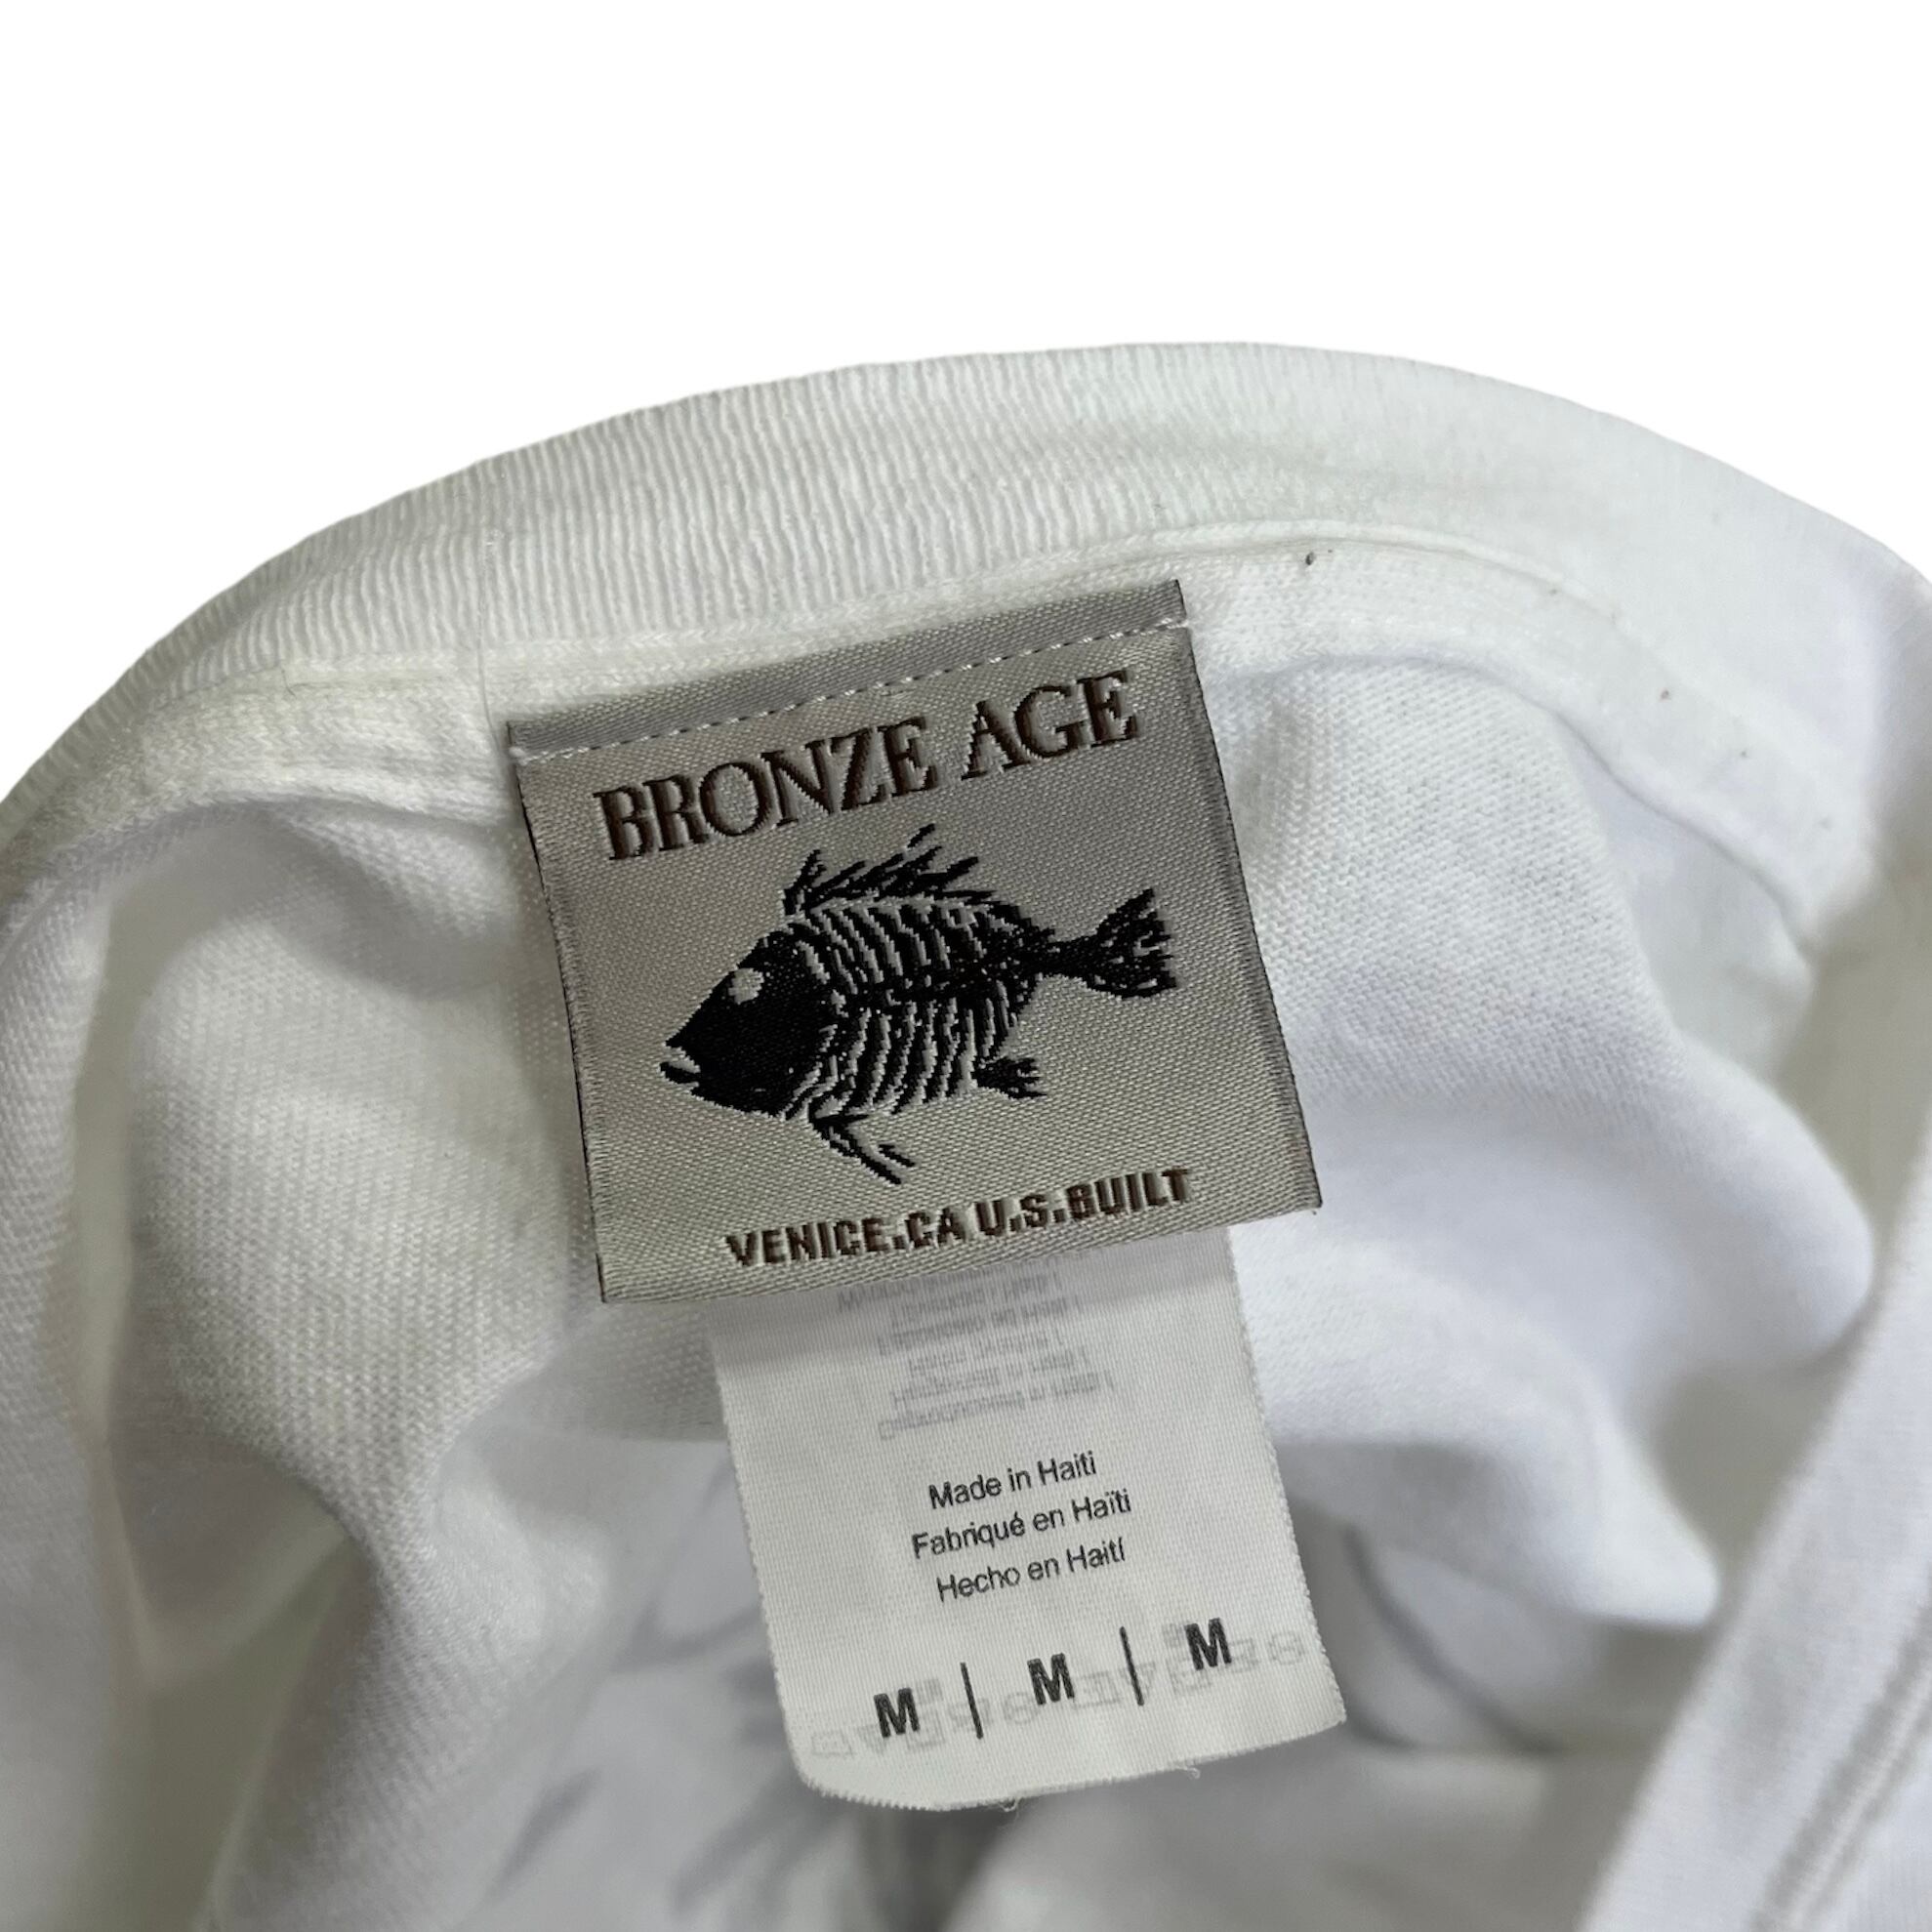 BRONZE AGE
VENICE.CA U.S.BUILT
Made in Haiti
Fabriqué en Haïti
Hecho en Haití
M | M | M